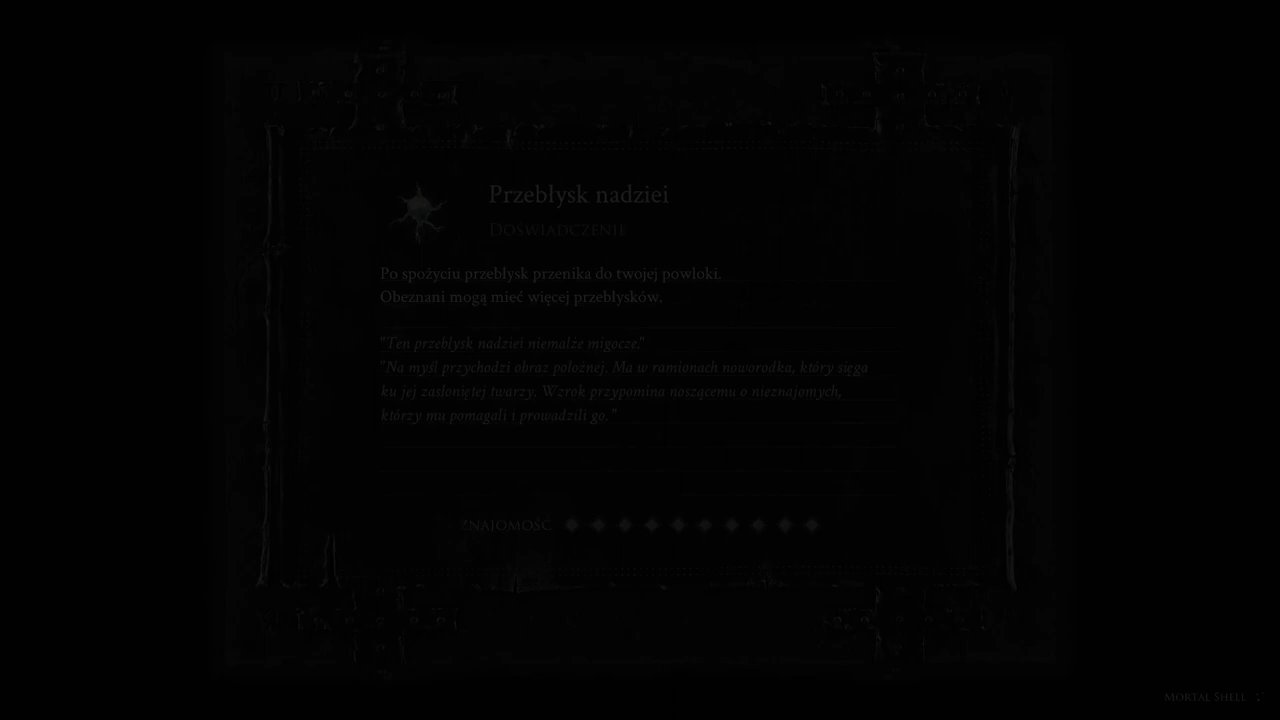 Przebłysk nadziei
Doświadczenie
Po spożyciu przebłysk przenika do twojej powłoki.
Obeznani mogą mieć więcej przebłysków.
"Ten przebłysk nadziei niemalże migocze."
"Na myśl przychodzi obraz położnej. Ma w ramionach noworodka, który sięga
ku jej zasłoniętej twarzy. Wzrok przypomina noszącemu o nieznajomych,
którzy mu pomagali i prowadzili go."
Znajomość
Mortal Shell